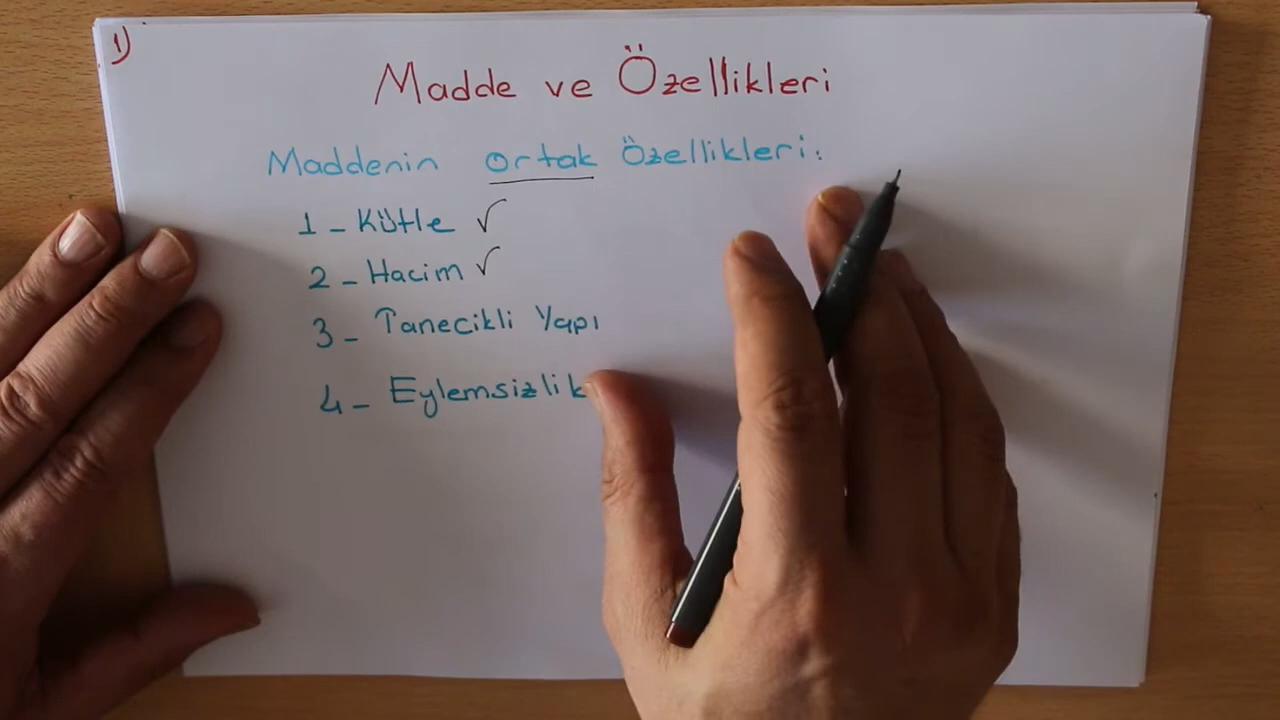 1)
Madde ve Özellikleri
Maddenin ortak Özellikleri:
1 - Kütle ✓
2 - Hacim ✓
3 - Tanecikli Yapı
4 - Eylemsizlik